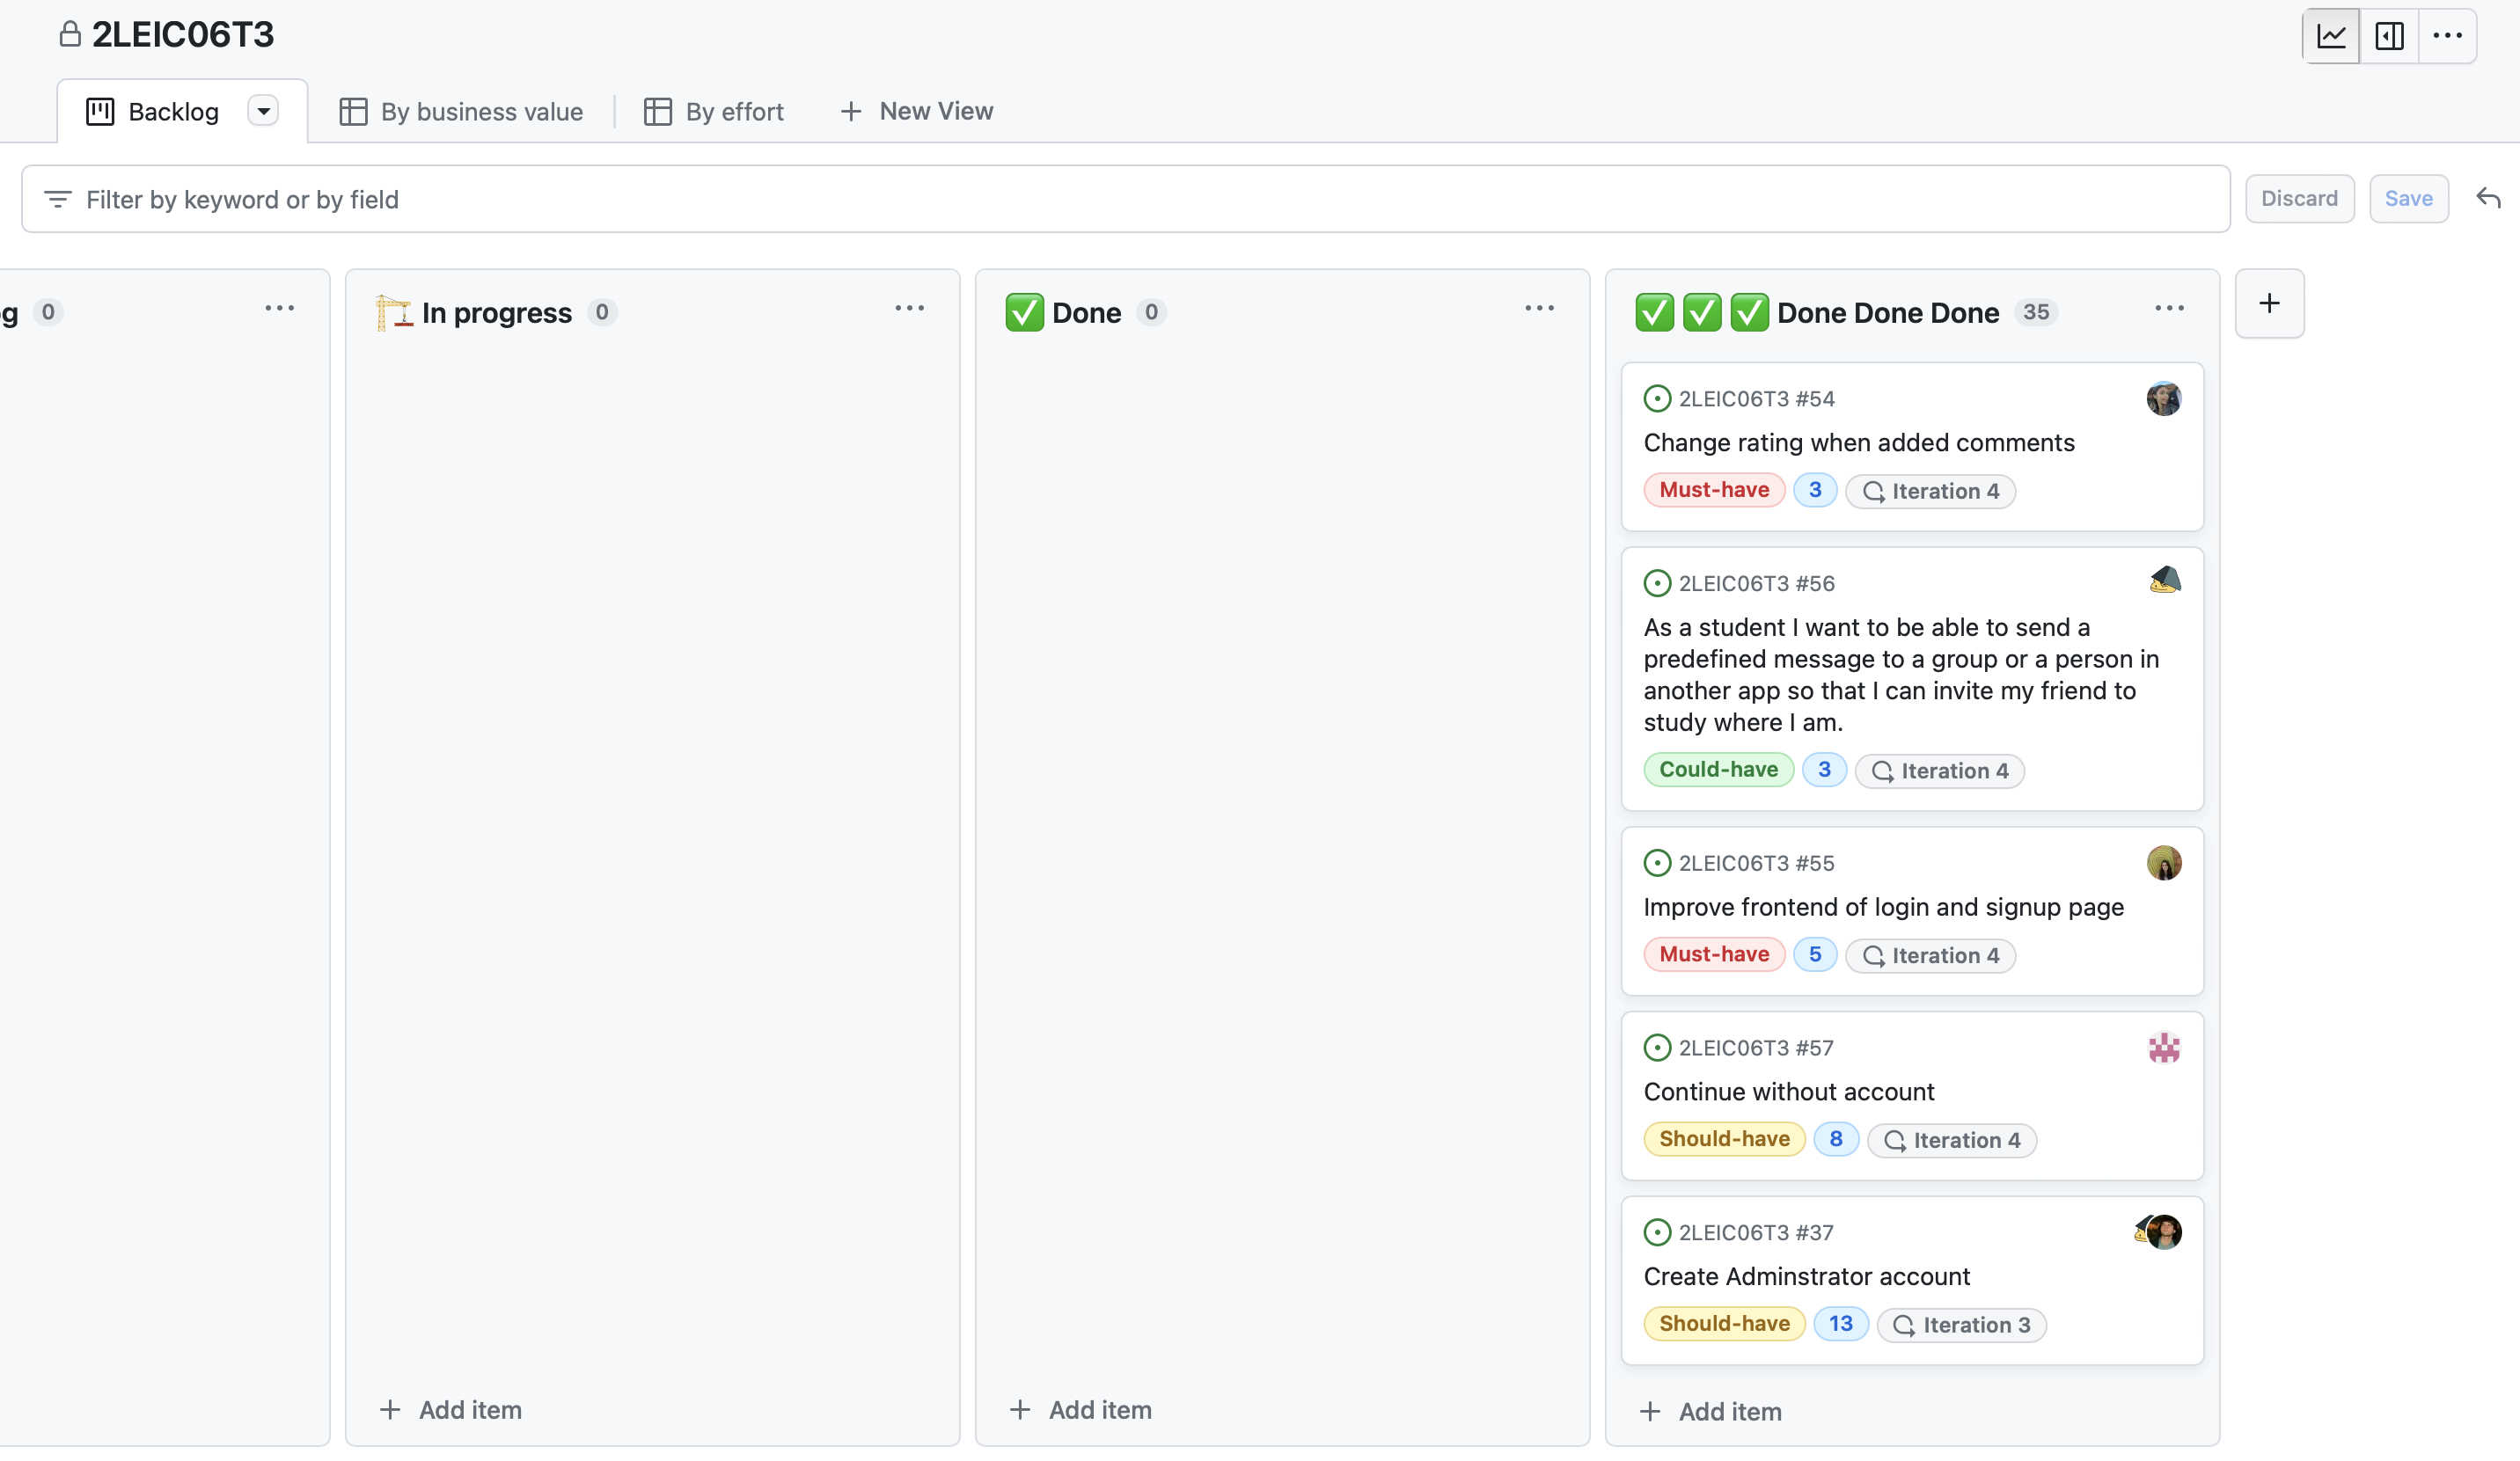 2LEIC06T3
Backlog
By business value
By effort
New View
Filter by keyword or by field
Discard
Save
g 0
In progress 0
Done 0
Done Done Done 35
2LEIC06T3 #54
Change rating when added comments
Must-have 3 Iteration 4
2LEIC06T3 #56
As a student I want to be able to send a
predefined message to a group or a person in
another app so that I can invite my friend to
study where I am.
Could-have 3 Iteration 4
2LEIC06T3 #55
Improve frontend of login and signup page
Must-have 5 Iteration 4
2LEIC06T3 #57
Continue without account
Should-have 8 Iteration 4
2LEIC06T3 #37
Create Adminstrator account
Should-have 13 Iteration 3
Add item
Add item
Add item